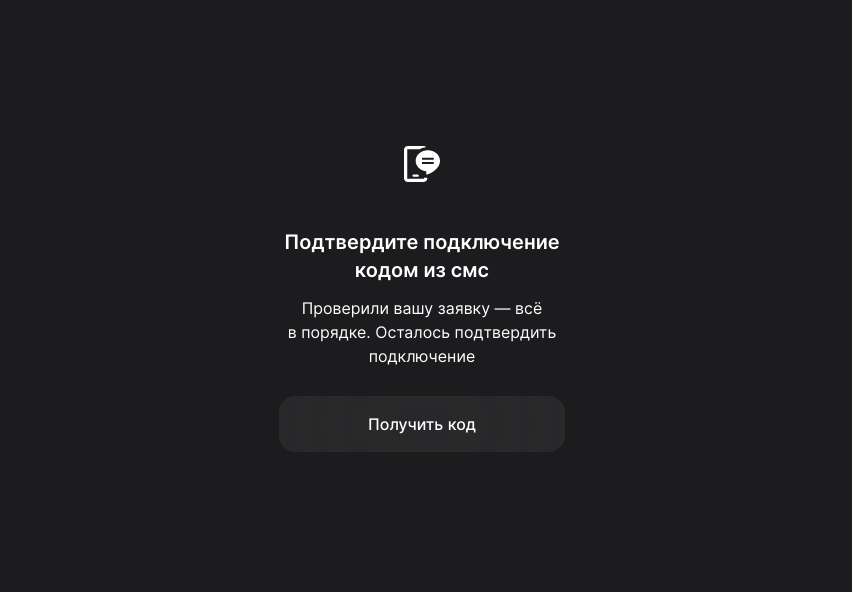 Подтвердите подключение
кодом из смс
Проверили вашу заявку — всё
в порядке. Осталось подтвердить
подключение
Получить код